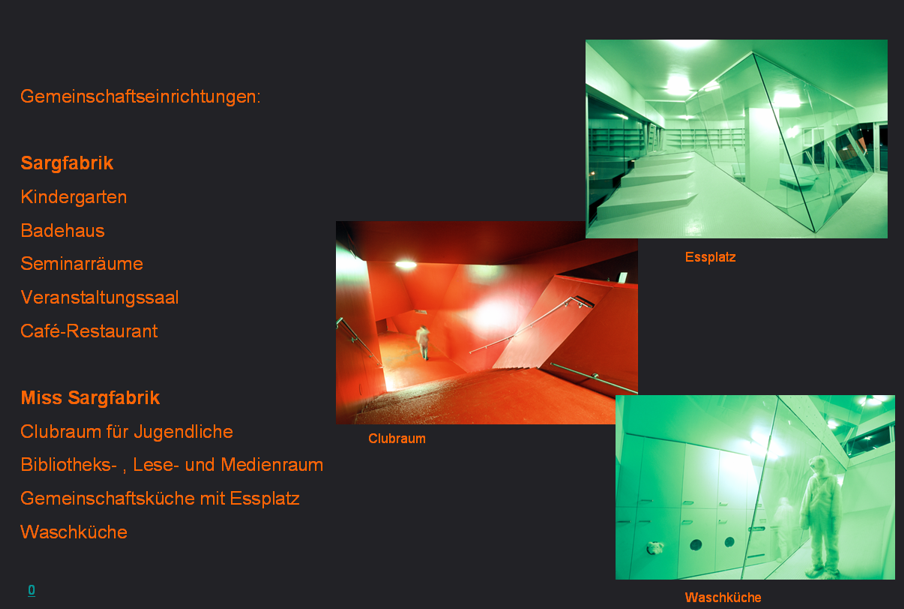 Gemeinschaftseinrichtungen:
Sargfabrik
Kindergarten
Badehaus
Seminarräume
Veranstaltungssaal
Café-Restaurant
Miss Sargfabrik
Clubraum für Jugendliche
Bibliotheks- , Lese- und Medienraum
Gemeinschaftsküche mit Essplatz
Waschküche
Essplatz
Clubraum
Waschküche
0